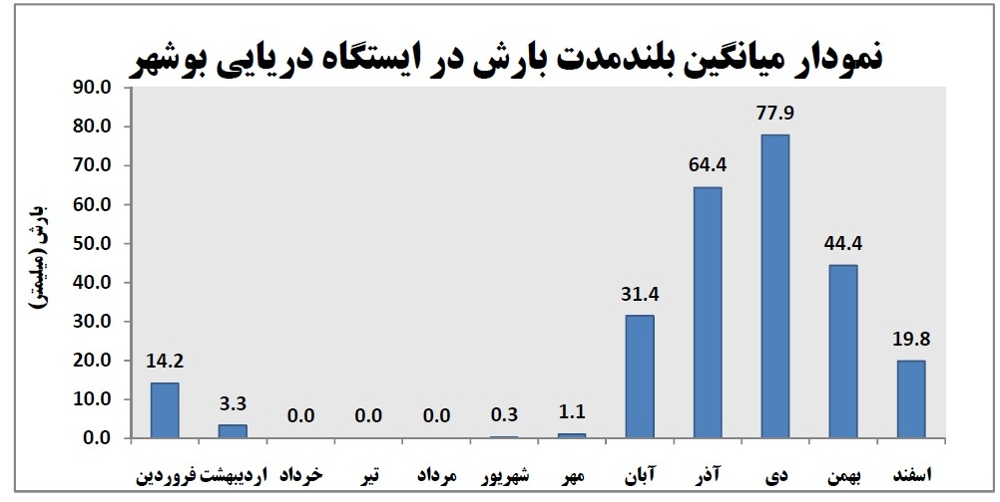 نمودار میانگین بلندمدت بارش در ایستگاه دریایی بوشهر
بارش (میلیمتر)
90.0
80.0
70.0
60.0
50.0
40.0
30.0
20.0
10.0
0.0
14.2
3.3
0.0
0.0
0.0
0.3
1.1
31.4
64.4
77.9
44.4
19.8
فروردین
اردیبهشت
خرداد
تیر
مرداد
شهریور
مهر
آبان
آذر
دی
بهمن
اسفند